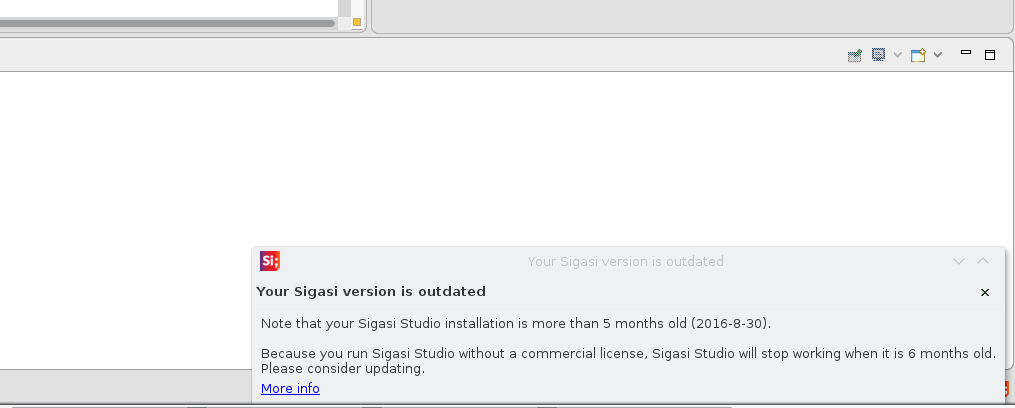 Si;
Your Sigasi version is outdated
Your Sigasi version is outdated
Note that your Sigasi Studio installation is more than 5 months old (2016-8-30).
Because you run Sigasi Studio without a commercial license, Sigasi Studio will stop working when it is 6 months old.
Please consider updating.
More info